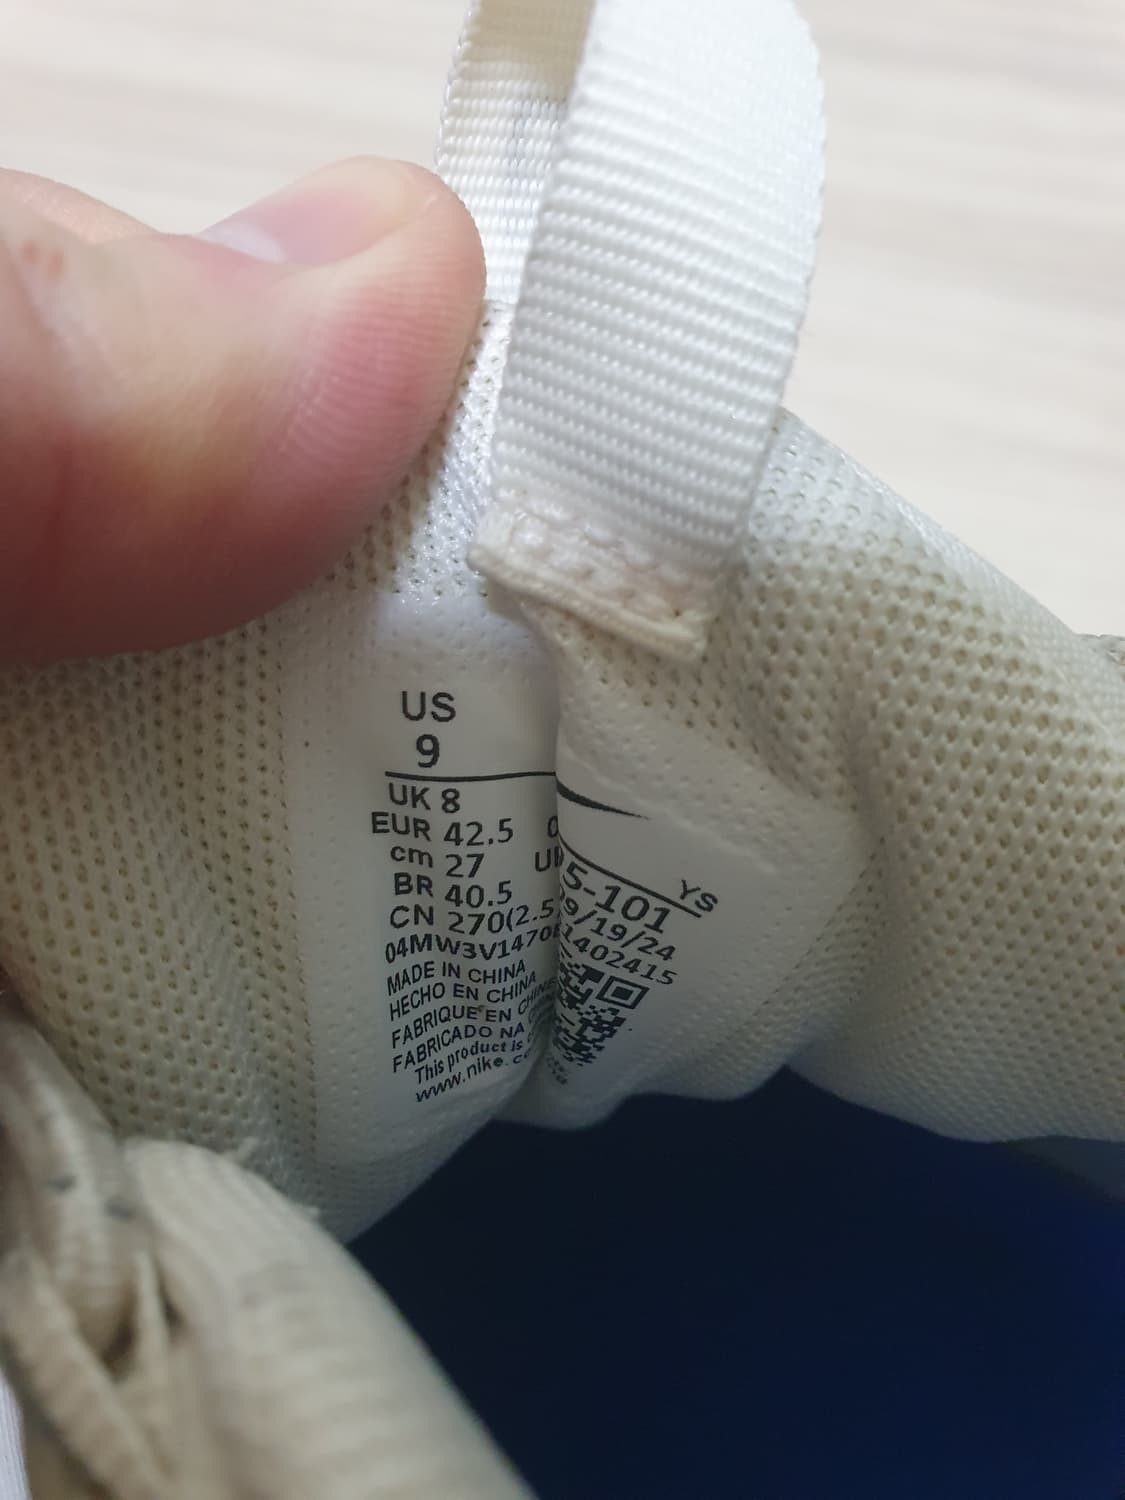 US
9
UK 8
EUR 42.5
cm 27
BR 40.5
CN 270(2.5
04MW3V1470
MADE IN CHINA
HECHO EN CHINA
FABRIQUE EN CHINE
FABRICADO NA
This product is
www.nike.c
YS
5-101
9/19/24
1402415